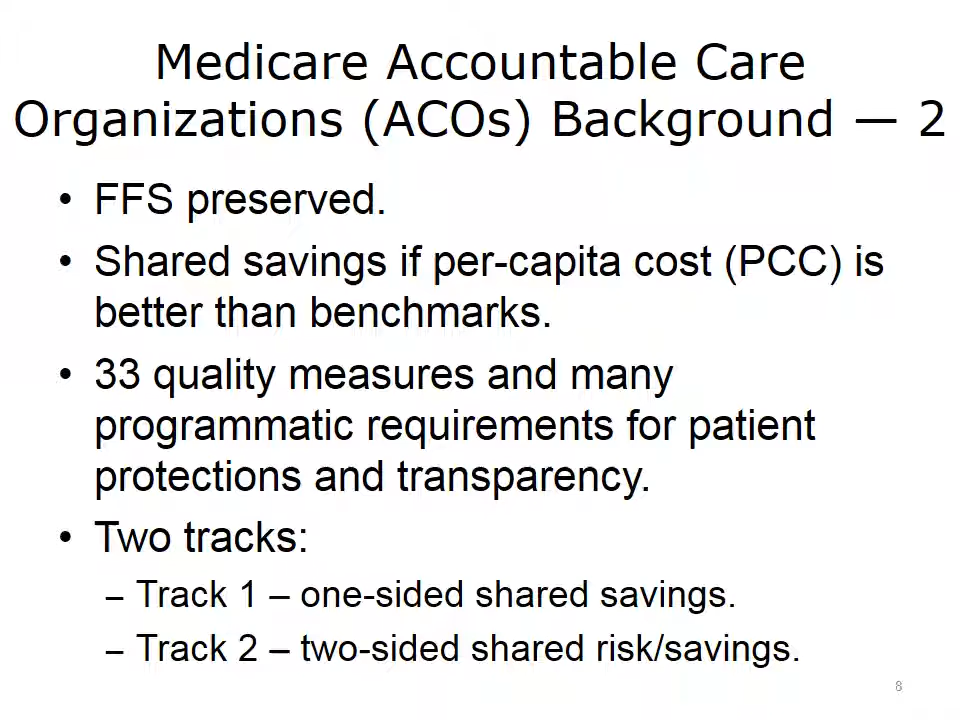 Medicare Accountable Care
Organizations (ACOs) Background — 2
• FFS preserved.
• Shared savings if per-capita cost (PCC) is
better than benchmarks.
• 33 quality measures and many
programmatic requirements for patient
protections and transparency.
• Two tracks:
– Track 1 – one-sided shared savings.
– Track 2 – two-sided shared risk/savings.
8